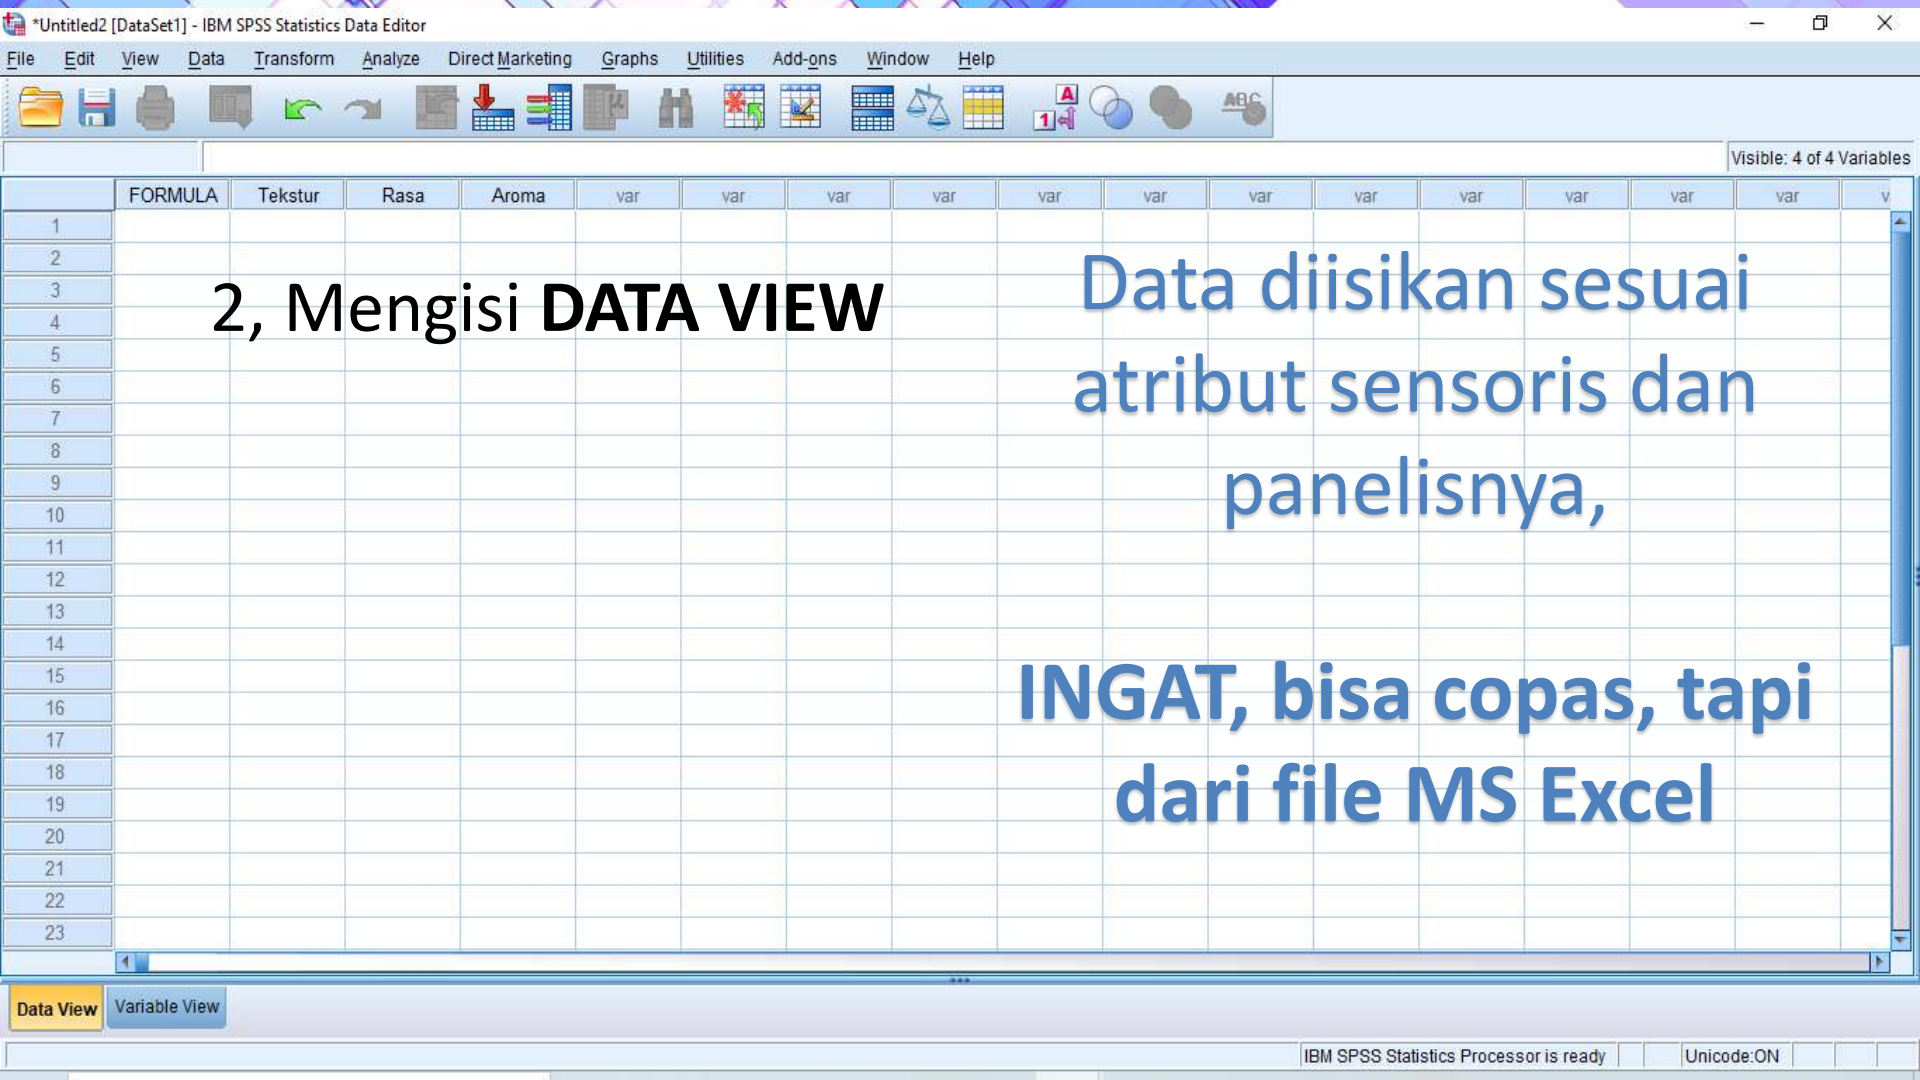 *Untitled2 [DataSet1] - IBM SPSS Statistics Data Editor
File Edit View Data Transform Analyze Direct Marketing Graphs Utilities Add-ons Window Help
Visible: 4 of 4 Variables
FORMULA Tekstur Rasa Aroma var var var var var var var var var var var var v
1
2
3
4
5
6
7
8
9
10
11
12
13
14
15
16
17
18
19
20
21
22
23
2, Mengisi DATA VIEW
Data diisikan sesuai
atribut sensoris dan
panelisnya,
INGAT, bisa copas, tapi
dari file MS Excel
Data View Variable View
IBM SPSS Statistics Processor is ready Unicode:ON